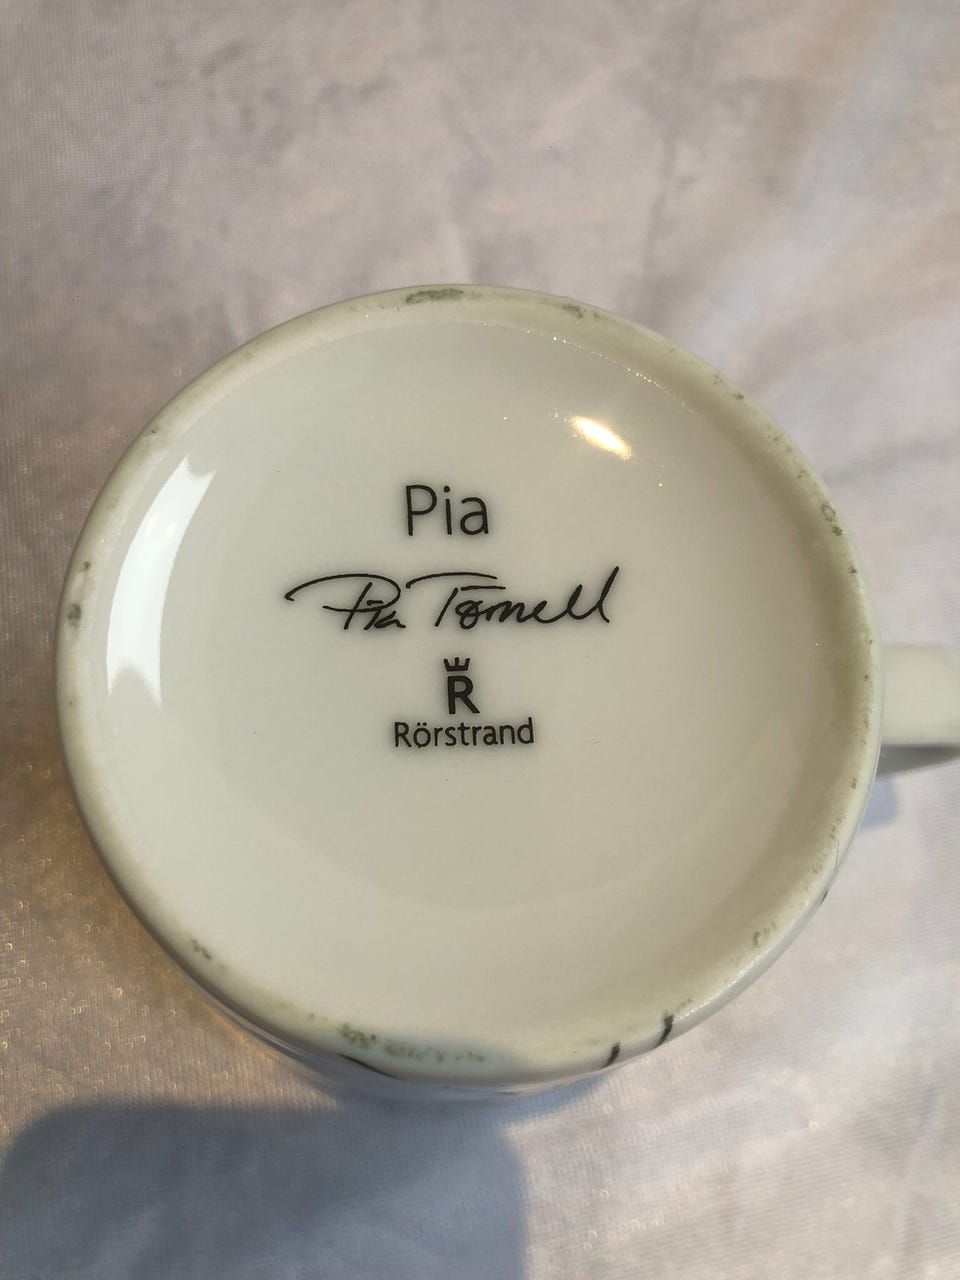 Pia
Pia Törnell
R
Rörstrand